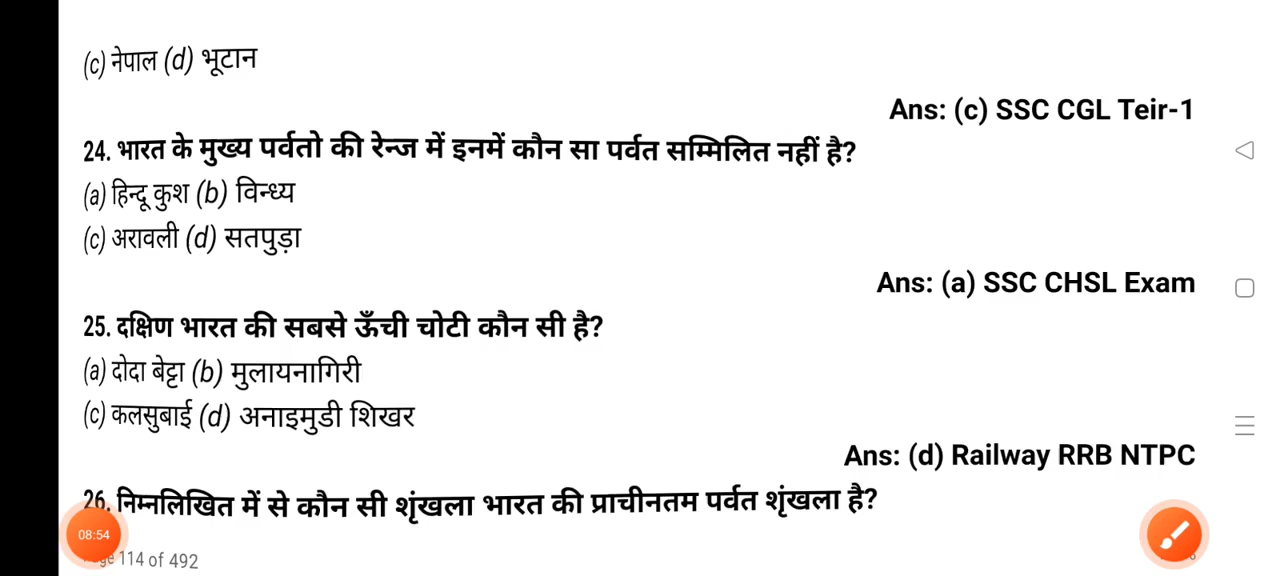 (c) नेपाल (d) भूटान
Ans: (c) SSC CGL Teir-1
24. भारत के मुख्य पर्वतो की रेन्ज में इनमें कौन सा पर्वत सम्मिलित नहीं है?
(a) हिन्दू कुश (b) विन्ध्य
(c) अरावली (d) सतपुड़ा
Ans: (a) SSC CHSL Exam
25. दक्षिण भारत की सबसे ऊँची चोटी कौन सी है?
(a) दोदा बेट्टा (b) मुलायनागिरी
(c) कलसुबाई (d) अनाइमुडी शिखर
Ans: (d) Railway RRB NTPC
26. निम्नलिखित में से कौन सी शृंखला भारत की प्राचीनतम पर्वत शृंखला है?
08:54
114 of 492